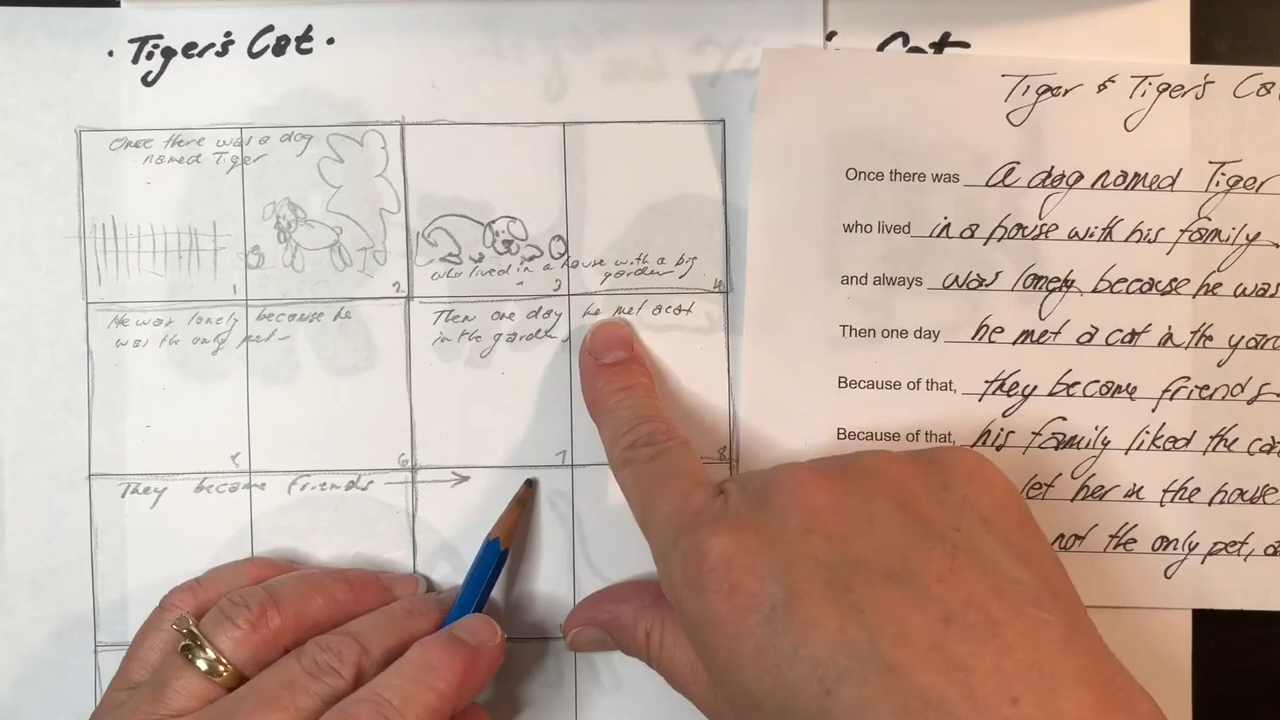 · Tiger's Cat ·
Once there was a dog
named Tiger
1
2
who lived in a house with a big
garden
3
4
He was lonely because he
was the only pet
5
6
Then one day
in the garden
7
he met a cat
8
They became friends
Cat
Tiger & Tiger's Ca
Once there was a dog named Tiger
who lived in a house with his family
and always was lonely because he was
Then one day he met a cat in the yard
Because of that, they become friends
Because of that, his family liked the ca
let her in the house
not the only pet, a